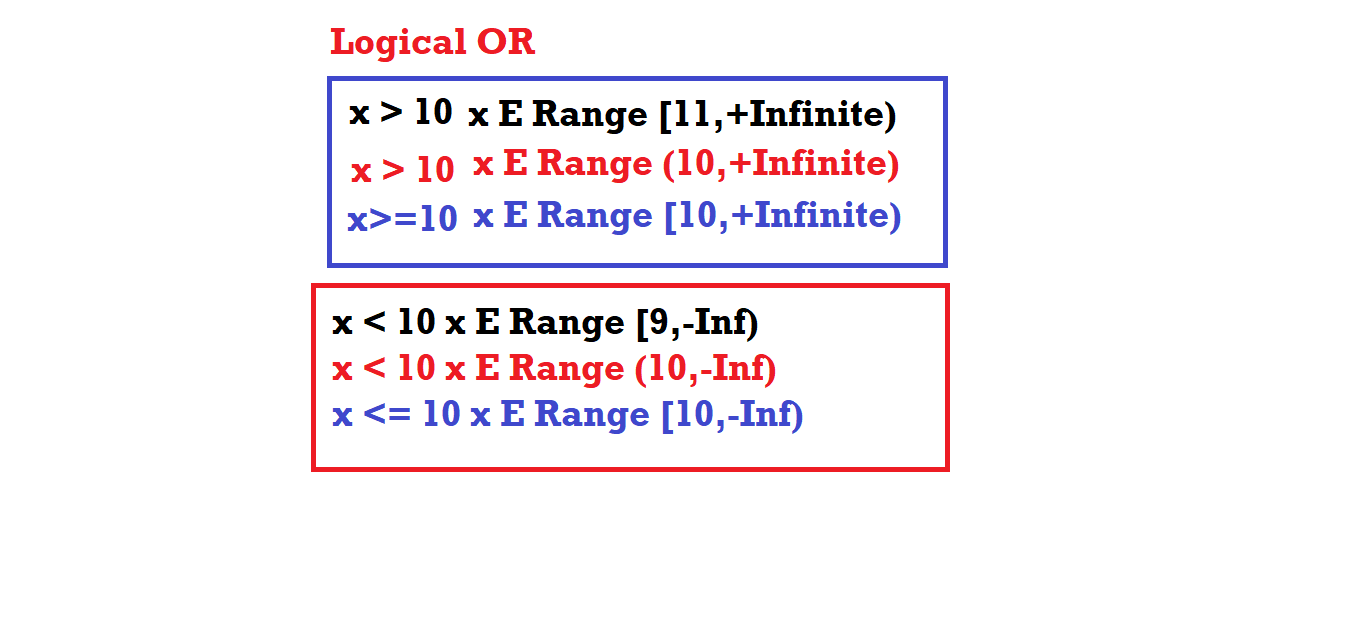 Logical OR
x > 10 x E Range [11,+Infinite)
x > 10 x E Range (10,+Infinite)
x>=10 x E Range [10,+Infinite)
x < 10 x E Range [9,-Inf)
x < 10 x E Range (10,-Inf)
x <= 10 x E Range [10,-Inf)